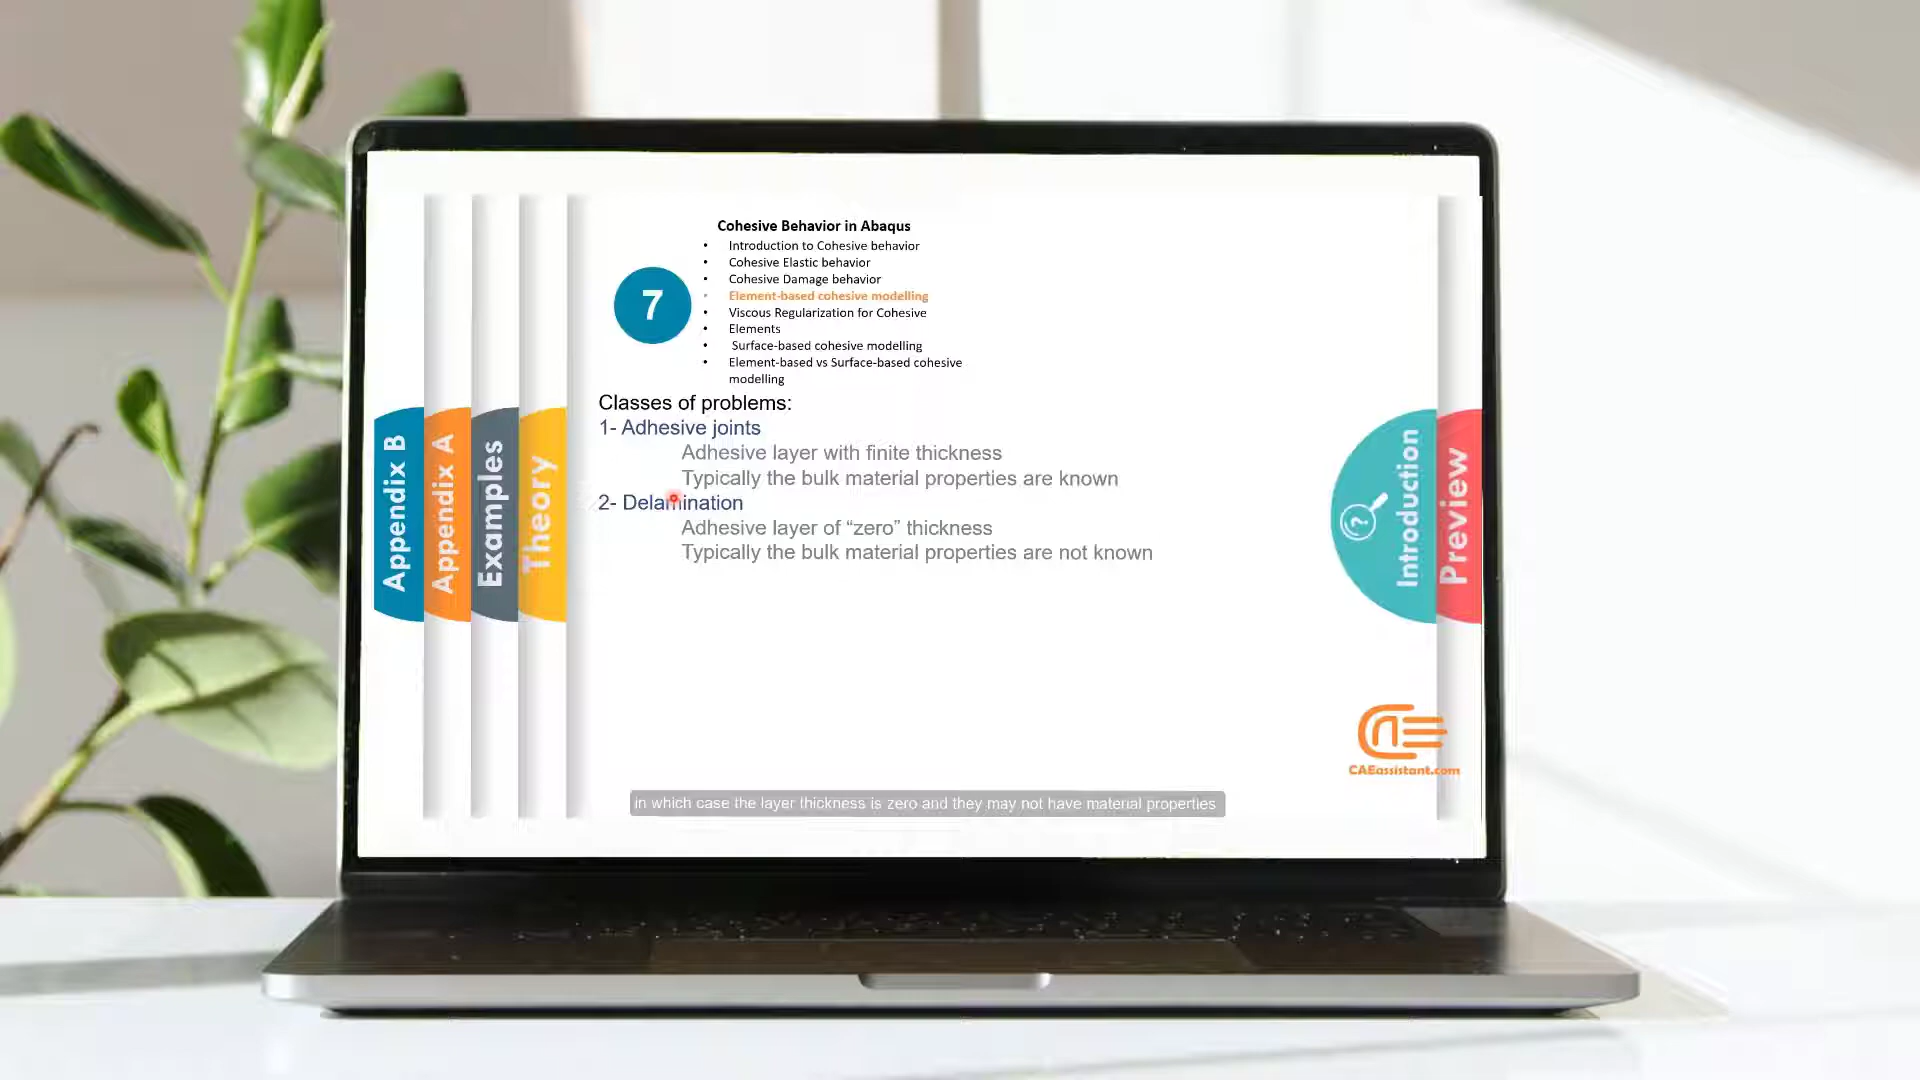 Cohesive Behavior in Abaqus
• Introduction to Cohesive behavior
• Cohesive Elastic behavior
• Cohesive Damage behavior
• Element-based cohesive modelling
• Viscous Regularization for Cohesive
• Elements
• Surface-based cohesive modelling
• Element-based vs Surface-based cohesive
modelling
7
Classes of problems:
1- Adhesive joints
Adhesive layer with finite thickness
Typically the bulk material properties are known
2- Delamination
Adhesive layer of “zero” thickness
Typically the bulk material properties are not known
Appendix B
Appendix A
Examples
Theory
?
Introduction
Preview
CAEassistant.com
in which case the layer thickness is zero and they may not have material properties